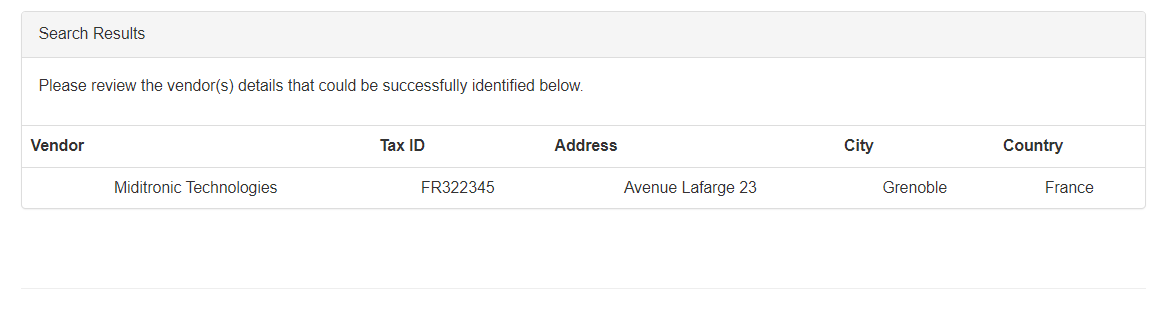 Search Results
Please review the vendor(s) details that could be successfully identified below.
Vendor Tax ID Address City Country
Miditronic Technologies FR322345 Avenue Lafarge 23 Grenoble France